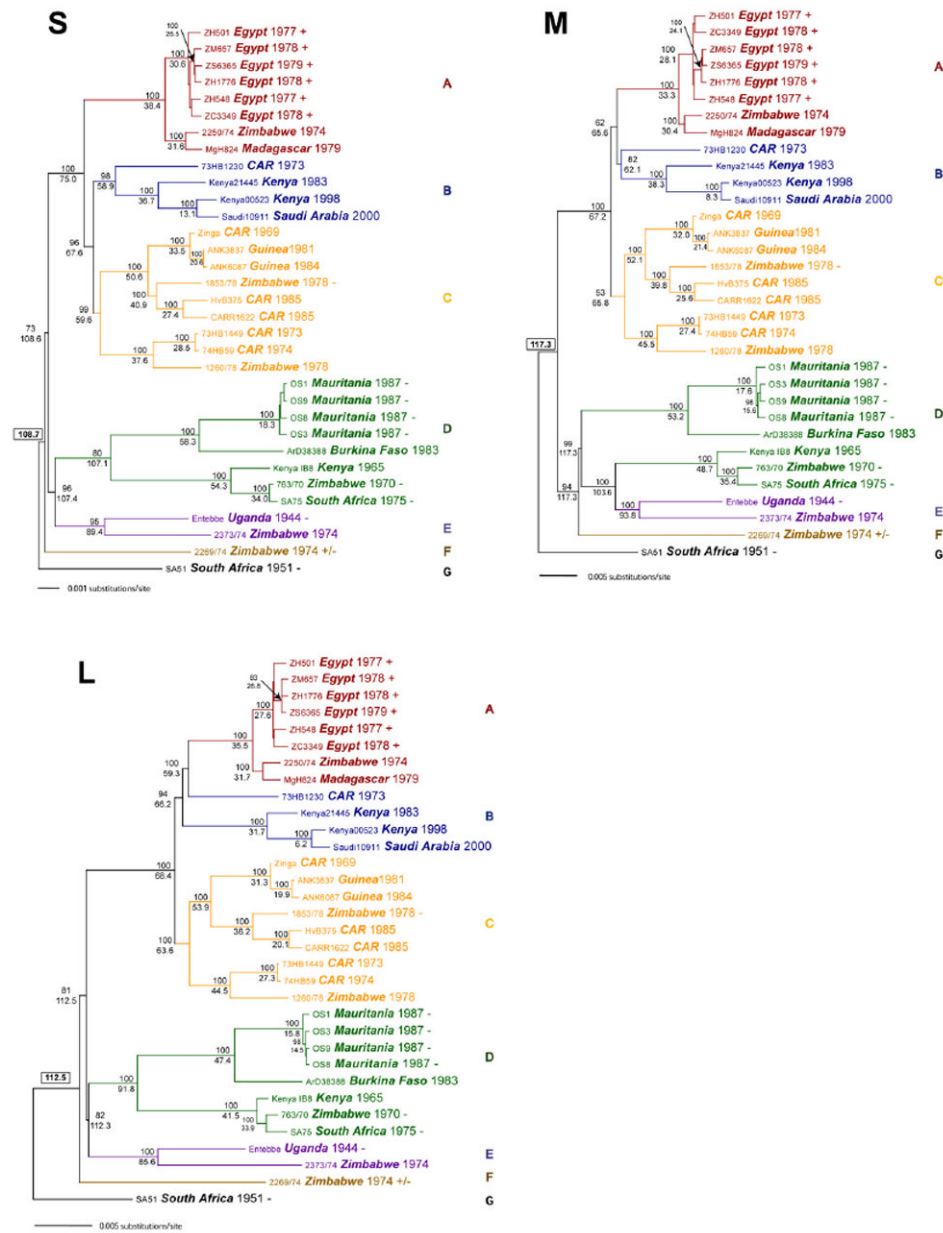 S
100
26.5
ZH501 Egypt 1977 +
ZM657 Egypt 1978 +
100
30.6
ZS6365 Egypt 1979 +
ZH1776 Egypt 1978 +
A
ZH548 Egypt 1977 +
100
38.4
ZC3349 Egypt 1978 +
2250/74 Zimbabwe 1974
100
31.6
MgH824 Madagascar 1979
100
75.0
73HB1230 CAR 1973
98
58.9
Kenya21445 Kenya 1983
B
100
36.7
Kenya00523 Kenya 1998
100
13.1
Saudi10911 Saudi Arabia 2000
96
67.6
Zinga CAR 1969
100
33.5
ANK3837 Guinea1981
100
20.6
ANK6087 Guinea 1984
100
50.6
1853/78 Zimbabwe 1978 -
C
100
40.9
HvB375 CAR 1985
100
27.4
CARR1622 CAR 1985
99
59.6
73HB1449 CAR 1973
100
28.5
74HB59 CAR 1974
100
37.6
1260/78 Zimbabwe 1978
73
108.6
OS1 Mauritania 1987 -
OS9 Mauritania 1987 -
100
18.3
OS8 Mauritania 1987 -
D
OS3 Mauritania 1987 -
100
58.3
ArD38388 Burkina Faso 1983
108.7
80
107.1
Kenya IB8 Kenya 1965
100
54.3
763/70 Zimbabwe 1970 -
100
34.0
SA75 South Africa 1975 -
96
107.4
Entebbe Uganda 1944 -
95
89.4
E
2373/74 Zimbabwe 1974
2269/74 Zimbabwe 1974 +/-
F
SA51 South Africa 1951 -
G
0.001 substitutions/site
M
100
24.1
ZH501 Egypt 1977 +
ZC3349 Egypt 1978 +
ZM657 Egypt 1978 +
100
28.1
ZS6365 Egypt 1979 +
A
ZH1776 Egypt 1978 +
100
33.3
ZH548 Egypt 1977 +
2250/74 Zimbabwe 1974
100
30.4
MgH824 Madagascar 1979
62
65.6
73HB1230 CAR 1973
82
62.1
Kenya21445 Kenya 1983
B
100
38.3
Kenya00523 Kenya 1998
100
8.3
Saudi10911 Saudi Arabia 2000
100
67.2
Zinga CAR 1969
100
32.0
ANK3837 Guinea1981
100
21.4
ANK6087 Guinea 1984
100
52.1
1853/78 Zimbabwe 1978 -
100
39.8
HvB375 CAR 1985
C
100
25.6
CARR1622 CAR 1985
53
65.8
73HB1449 CAR 1973
100
27.4
74HB59 CAR 1974
100
45.5
1260/78 Zimbabwe 1978
117.3
OS1 Mauritania 1987 -
100
17.6
OS3 Mauritania 1987 -
98
15.6
OS9 Mauritania 1987 -
OS8 Mauritania 1987 -
D
100
53.2
ArD38388 Burkina Faso 1983
99
117.3
Kenya IB8 Kenya 1965
100
48.7
763/70 Zimbabwe 1970 -
100
35.4
SA75 South Africa 1975 -
94
117.3
100
103.6
Entebbe Uganda 1944 -
100
93.8
E
2373/74 Zimbabwe 1974
2269/74 Zimbabwe 1974 +/-
F
SA51 South Africa 1951 -
G
0.005 substitutions/site
L
ZH501 Egypt 1977 +
83
26.8
ZM657 Egypt 1978 +
ZH1776 Egypt 1978 +
100
27.6
ZS6365 Egypt 1979 +
A
ZH548 Egypt 1977 +
100
35.5
ZC3349 Egypt 1978 +
2250/74 Zimbabwe 1974
100
31.7
MgH824 Madagascar 1979
100
59.3
73HB1230 CAR 1973
94
66.2
Kenya21445 Kenya 1983
B
100
31.7
Kenya00523 Kenya 1998
100
6.2
Saudi10911 Saudi Arabia 2000
100
68.4
Zinga CAR 1969
100
31.3
ANK3837 Guinea1981
100
19.9
ANK6087 Guinea 1984
100
53.9
1853/78 Zimbabwe 1978 -
C
100
36.2
HvB375 CAR 1985
100
20.1
CARR1622 CAR 1985
100
63.6
73HB1449 CAR 1973
100
27.3
74HB59 CAR 1974
100
44.5
1260/78 Zimbabwe 1978
81
112.5
OS1 Mauritania 1987 -
100
15.8
OS3 Mauritania 1987 -
98
14.5
OS9 Mauritania 1987 -
D
OS8 Mauritania 1987 -
100
47.4
ArD38388 Burkina Faso 1983
112.5
100
91.8
Kenya IB8 Kenya 1965
100
41.5
763/70 Zimbabwe 1970 -
100
33.9
SA75 South Africa 1975 -
82
112.3
Entebbe Uganda 1944 -
100
85.6
E
2373/74 Zimbabwe 1974
2269/74 Zimbabwe 1974 +/-
F
SA51 South Africa 1951 -
G
0.005 substitutions/site